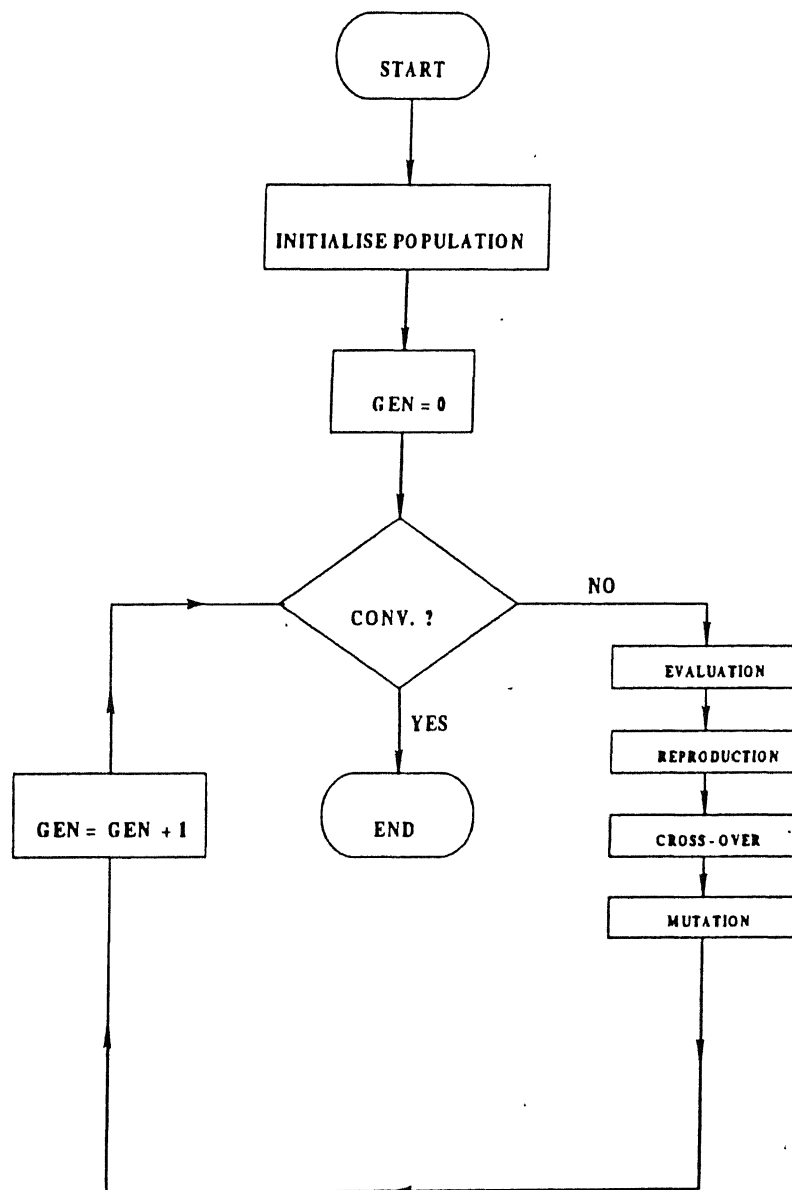 START
INITIALISE POPULATION
GEN = 0
CONV. ?
NO
EVALUATION
REPRODUCTION
CROSS-OVER
MUTATION
YES
END
GEN = GEN + 1